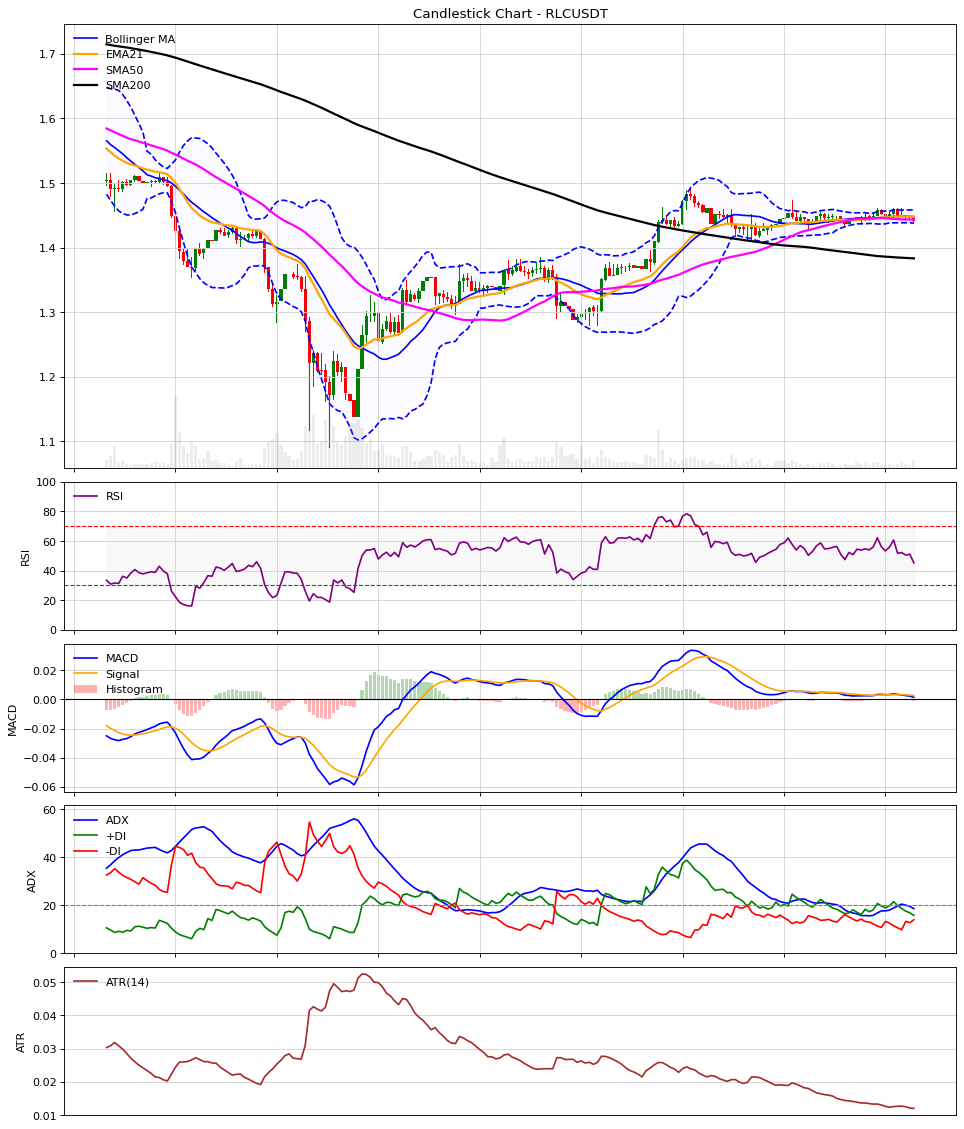 Candlestick Chart - RLCUSDT
Bollinger MA
EMA21
SMA50
SMA200
1.7
1.6
1.5
1.4
1.3
1.2
1.1
RSI
100
80
60
40
20
0
RSI
MACD
Signal
Histogram
0.02
0.00
−0.02
−0.04
−0.06
MACD
ADX
+DI
-DI
60
40
20
0
ADX
ATR(14)
0.05
0.04
0.03
0.02
0.01
ATR